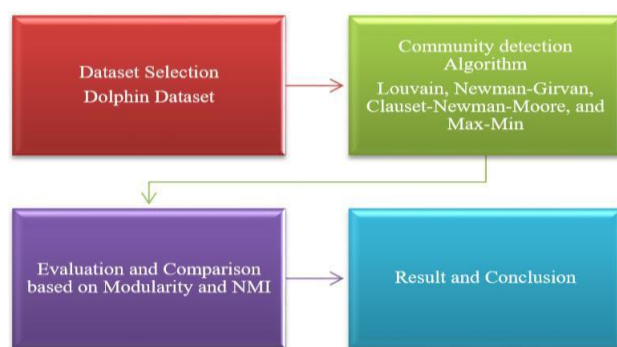 Dataset Selection
Dolphin Dataset
Community detection
Algorithm
Louvain, Newman-Girvan,
Clauset-Newman-Moore, and
Max-Min
Evaluation and Comparison
based on Modularity and NMI
Result and Conclusion